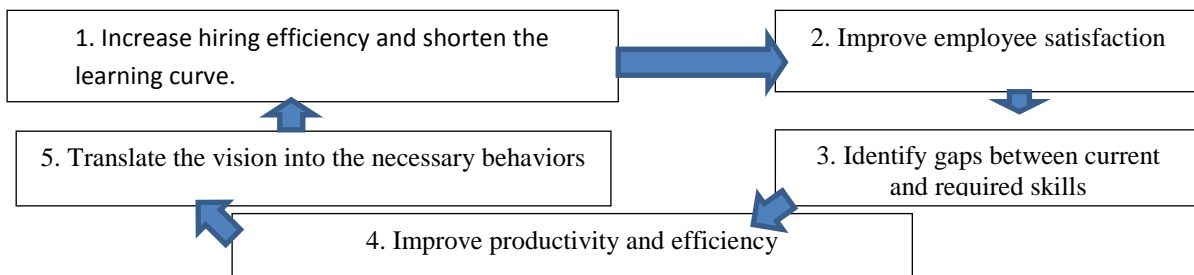 1. Increase hiring efficiency and shorten the
learning curve.
2. Improve employee satisfaction
3. Identify gaps between current
and required skills
4. Improve productivity and efficiency
5. Translate the vision into the necessary behaviors